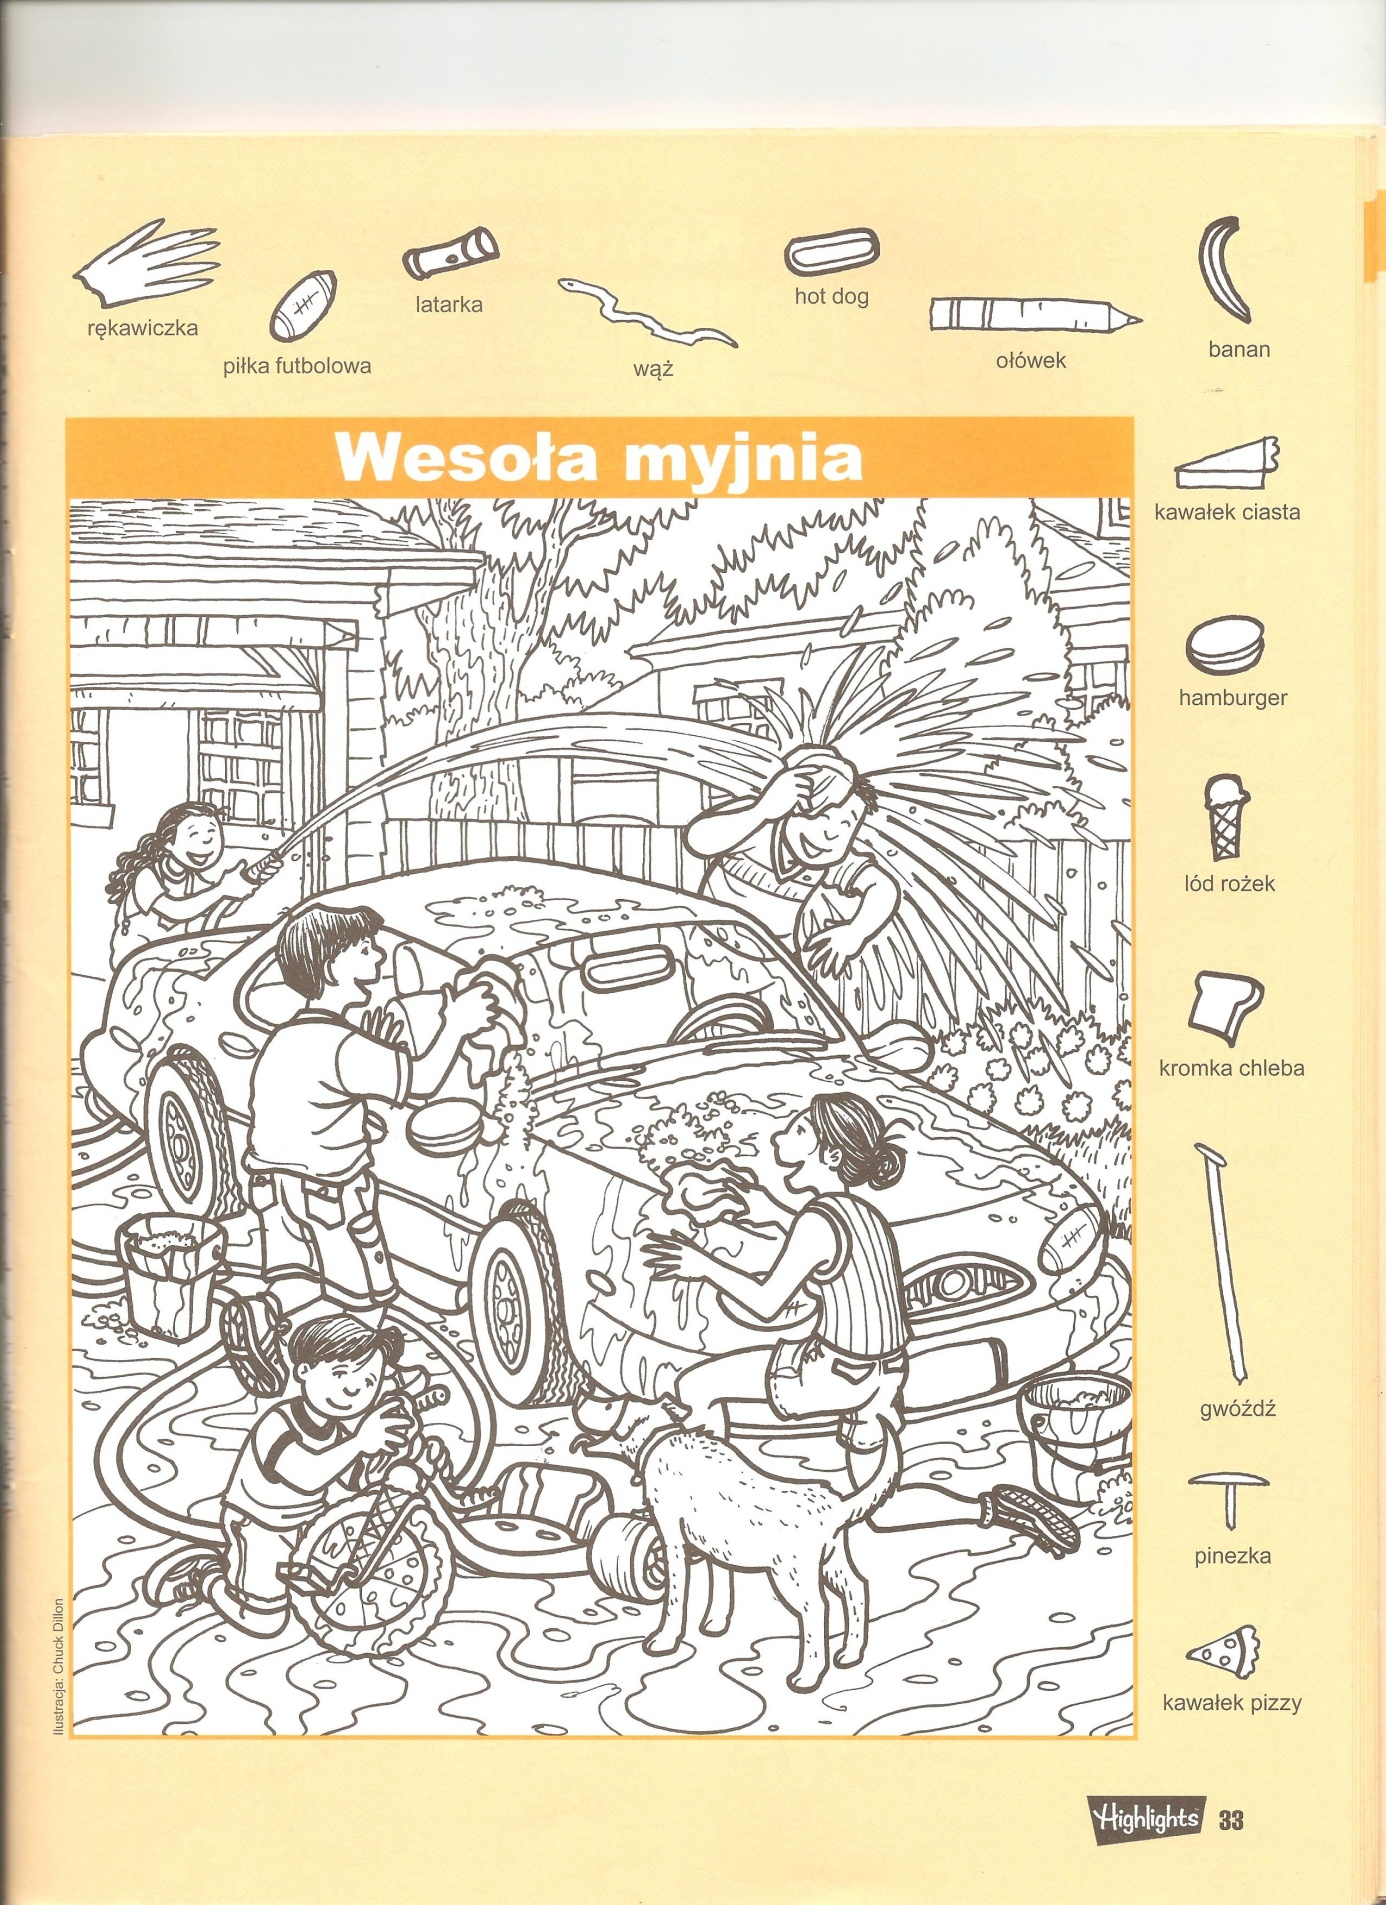 rękawiczka
piłka futbolowa
latarka
wąż
hot dog
ołówek
banan
Wesoła myjnia
kawałek ciasta
hamburger
lód rożek
kromka chleba
gwóźdź
pinezka
kawałek pizzy
Ilustracja: Chuck Dillon
Highlights 33